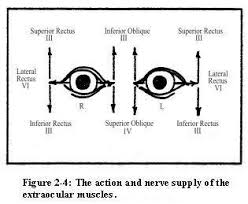 Superior Rectus Inferior Oblique Superior Rectus
III III III
Lateral Rectus VI
Lateral Rectus VI
R. L
Inferior Rectus Superior Oblique Inferior Rectus
III IV III
Figure 2-4: The action and nerve supply of the
extraocular muscles.